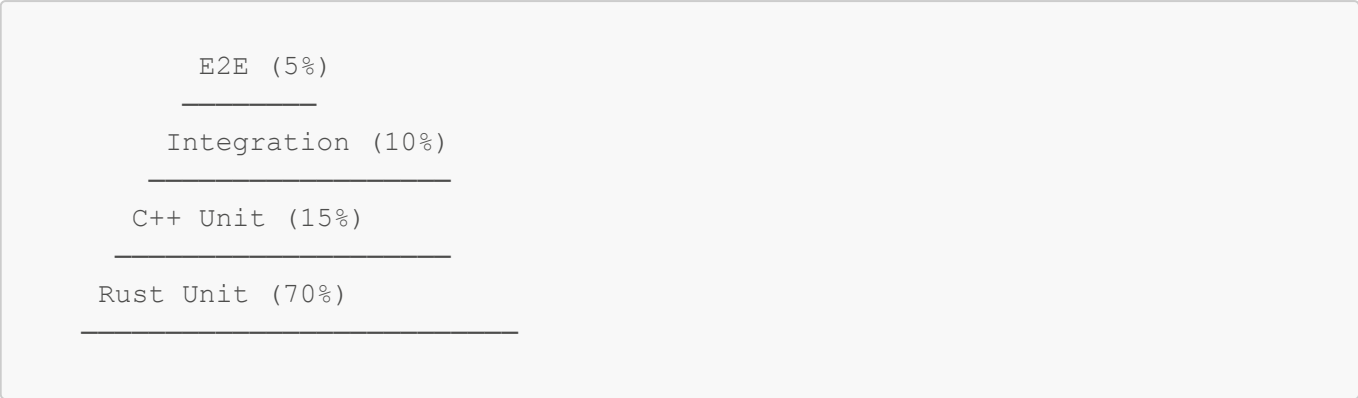 E2E (5%)
────────
Integration (10%)
──────────────────
C++ Unit (15%)
────────────────────
Rust Unit (70%)
──────────────────────────